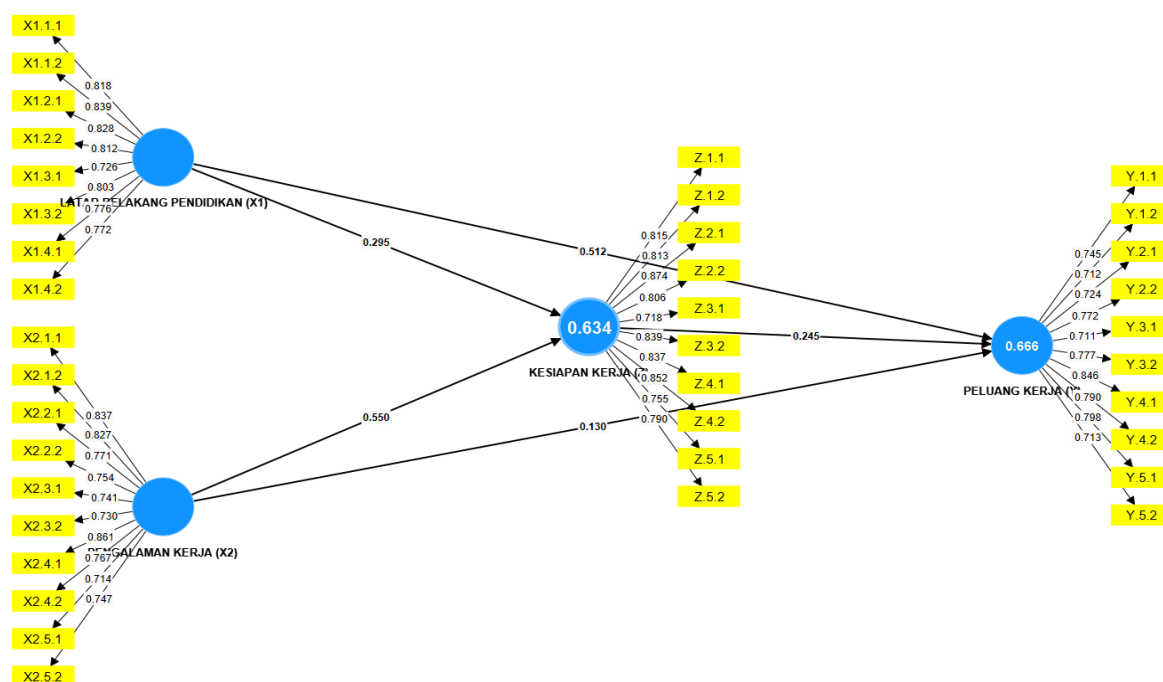 X1.1.1
X1.1.2
X1.2.1
X1.2.2
X1.3.1
X1.3.2
X1.4.1
X1.4.2
0.818
0.839
0.828
0.812
0.726
0.803
0.776
0.772
LATAR BELAKANG PENDIDIKAN (X1)
X2.1.1
X2.1.2
X2.2.1
X2.2.2
X2.3.1
X2.3.2
X2.4.1
X2.4.2
X2.5.1
X2.5.2
0.837
0.827
0.771
0.754
0.741
0.730
0.861
0.767
0.714
0.747
PENGALAMAN KERJA (X2)
0.295
0.512
0.550
0.130
0.245
0.634
KESIAPAN KERJA (Z)
0.815
0.813
0.874
0.806
0.718
0.839
0.837
0.852
0.755
0.790
Z.1.1
Z.1.2
Z.2.1
Z.2.2
Z.3.1
Z.3.2
Z.4.1
Z.4.2
Z.5.1
Z.5.2
0.666
PELUANG KERJA (Y)
0.745
0.712
0.724
0.772
0.711
0.777
0.846
0.790
0.798
0.713
Y.1.1
Y.1.2
Y.2.1
Y.2.2
Y.3.1
Y.3.2
Y.4.1
Y.4.2
Y.5.1
Y.5.2